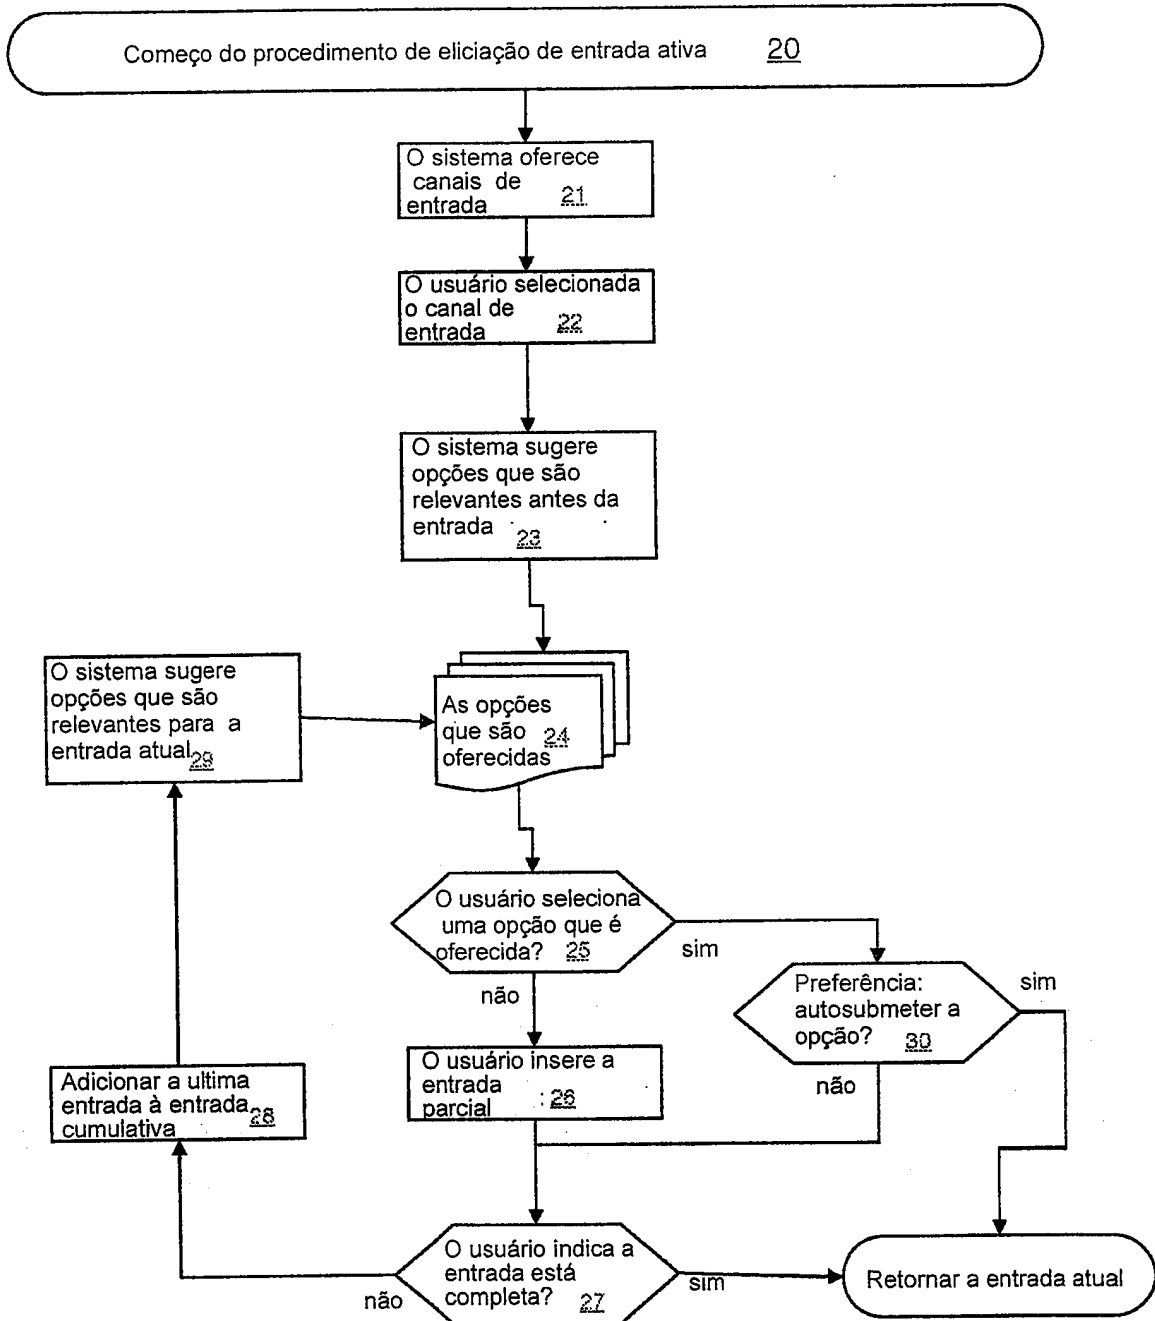 Começo do procedimento de eliciação de entrada ativa 20
O sistema oferece
canais de
entrada 21
O usuário selecionada
o canal de
entrada 22
O sistema sugere
opções que são
relevantes antes da
entrada 23
O sistema sugere
opções que são
relevantes para a
entrada atual 29
As opções
que são 24
oferecidas
O usuário seleciona
uma opção que é
oferecida? 25
sim
não
Preferência:
autosubmeter a
opção? 30
sim
não
O usuário insere a
entrada
parcial : 26
Adicionar a ultima
entrada à entrada
cumulativa 28
O usuário indica a
entrada está
completa? 27
não
sim
Retornar a entrada atual